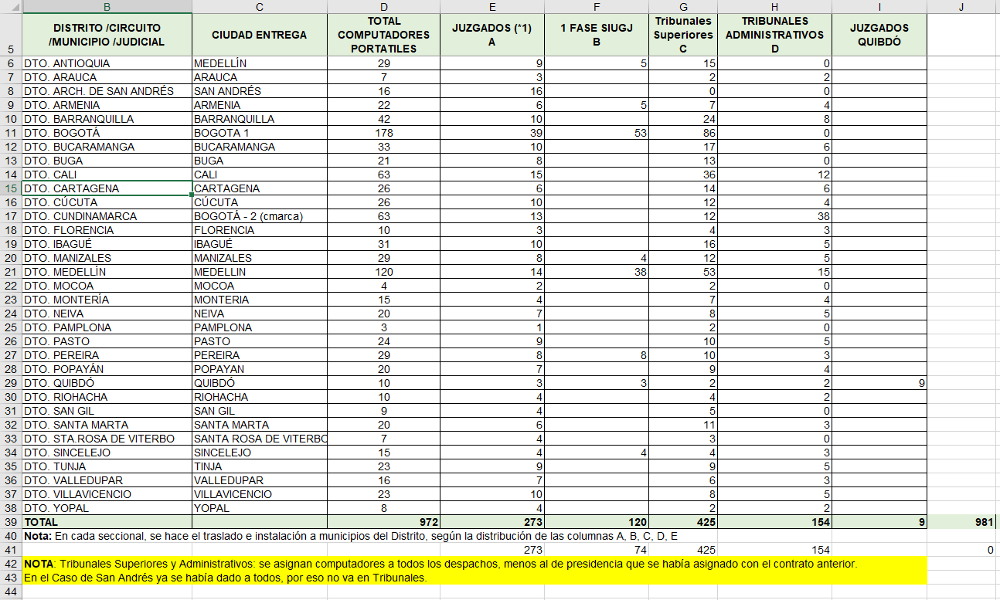 B C D E F G H I J
5 DISTRITO /CIRCUITO /MUNICIPIO /JUDICIAL CIUDAD ENTREGA TOTAL COMPUTADORES PORTATILES JUZGADOS (*1) A 1 FASE SIUGJ B Tribunales Superiores C TRIBUNALES ADMINISTRATIVOS D JUZGADOS QUIBDÓ
6 DTO. ANTIOQUIA MEDELLÍN 29 9 5 15 0
7 DTO. ARAUCA ARAUCA 7 3 2 2
8 DTO. ARCH. DE SAN ANDRÉS SAN ANDRÉS 16 16 0 0
9 DTO. ARMENIA ARMENIA 22 6 5 7 4
10 DTO. BARRANQUILLA BARRANQUILLA 42 10 24 8
11 DTO. BOGOTÁ BOGOTA 1 178 39 53 86 0
12 DTO. BUCARAMANGA BUCARAMANGA 33 10 17 6
13 DTO. BUGA BUGA 21 8 13 0
14 DTO. CALI CALI 63 15 36 12
15 DTO. CARTAGENA CARTAGENA 26 6 14 6
16 DTO. CÚCUTA CÚCUTA 26 10 12 4
17 DTO. CUNDINAMARCA BOGOTÁ - 2 (cmarca) 63 13 12 38
18 DTO. FLORENCIA FLORENCIA 10 3 4 3
19 DTO. IBAGUÉ IBAGUÉ 31 10 16 5
20 DTO. MANIZALES MANIZALES 29 8 4 12 5
21 DTO. MEDELLÍN MEDELLIN 120 14 38 53 15
22 DTO. MOCOA MOCOA 4 2 2 0
23 DTO. MONTERÍA MONTERIA 15 4 7 4
24 DTO. NEIVA NEIVA 20 7 8 5
25 DTO. PAMPLONA PAMPLONA 3 1 2 0
26 DTO. PASTO PASTO 24 9 10 5
27 DTO. PEREIRA PEREIRA 29 8 8 10 3
28 DTO. POPAYÁN POPAYAN 20 7 9 4
29 DTO. QUIBDÓ QUIBDÓ 10 3 3 2 2 9
30 DTO. RIOHACHA RIOHACHA 10 4 4 2
31 DTO. SAN GIL SAN GIL 9 4 5 0
32 DTO. SANTA MARTA SANTA MARTA 20 6 11 3
33 DTO. STA.ROSA DE VITERBO SANTA ROSA DE VITERBO 7 4 3 0
34 DTO. SINCELEJO SINCELEJO 15 4 4 4 3
35 DTO. TUNJA TINJA 23 9 9 5
36 DTO. VALLEDUPAR VALLEDUPAR 16 7 6 3
37 DTO. VILLAVICENCIO VILLAVICENCIO 23 10 8 5
38 DTO. YOPAL YOPAL 8 4 2 2
39 TOTAL 972 273 120 425 154 9 981
40 Nota: En cada seccional, se hace el traslado e instalación a municipios del Distrito, según la distribución de las columnas A, B, C, D, E
41 273 74 425 154 0
42 NOTA: Tribunales Superiores y Administrativos: se asignan computadores a todos los despachos, menos al de presidencia que se había asignado con el contrato anterior.
43 En el Caso de San Andrés ya se había dado a todos, por eso no va en Tribunales.
44